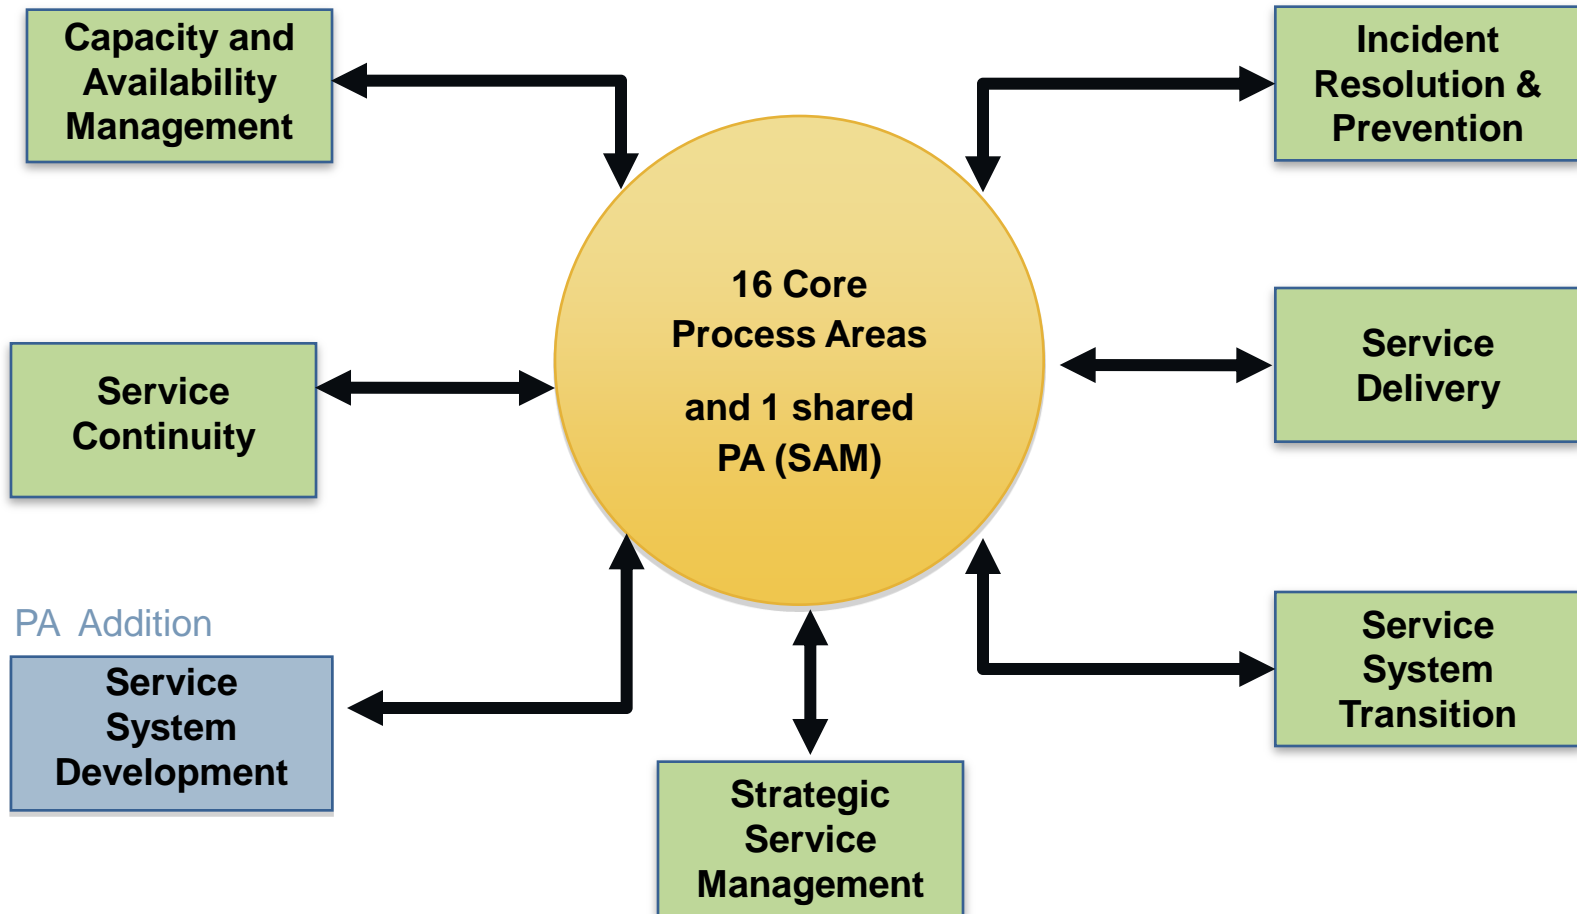 Capacity and
Availability
Management
Incident
Resolution &
Prevention
16 Core
Process Areas
and 1 shared
PA (SAM)
Service
Continuity
Service
Delivery
PA Addition
Service
System
Development
Strategic
Service
Management
Service
System
Transition